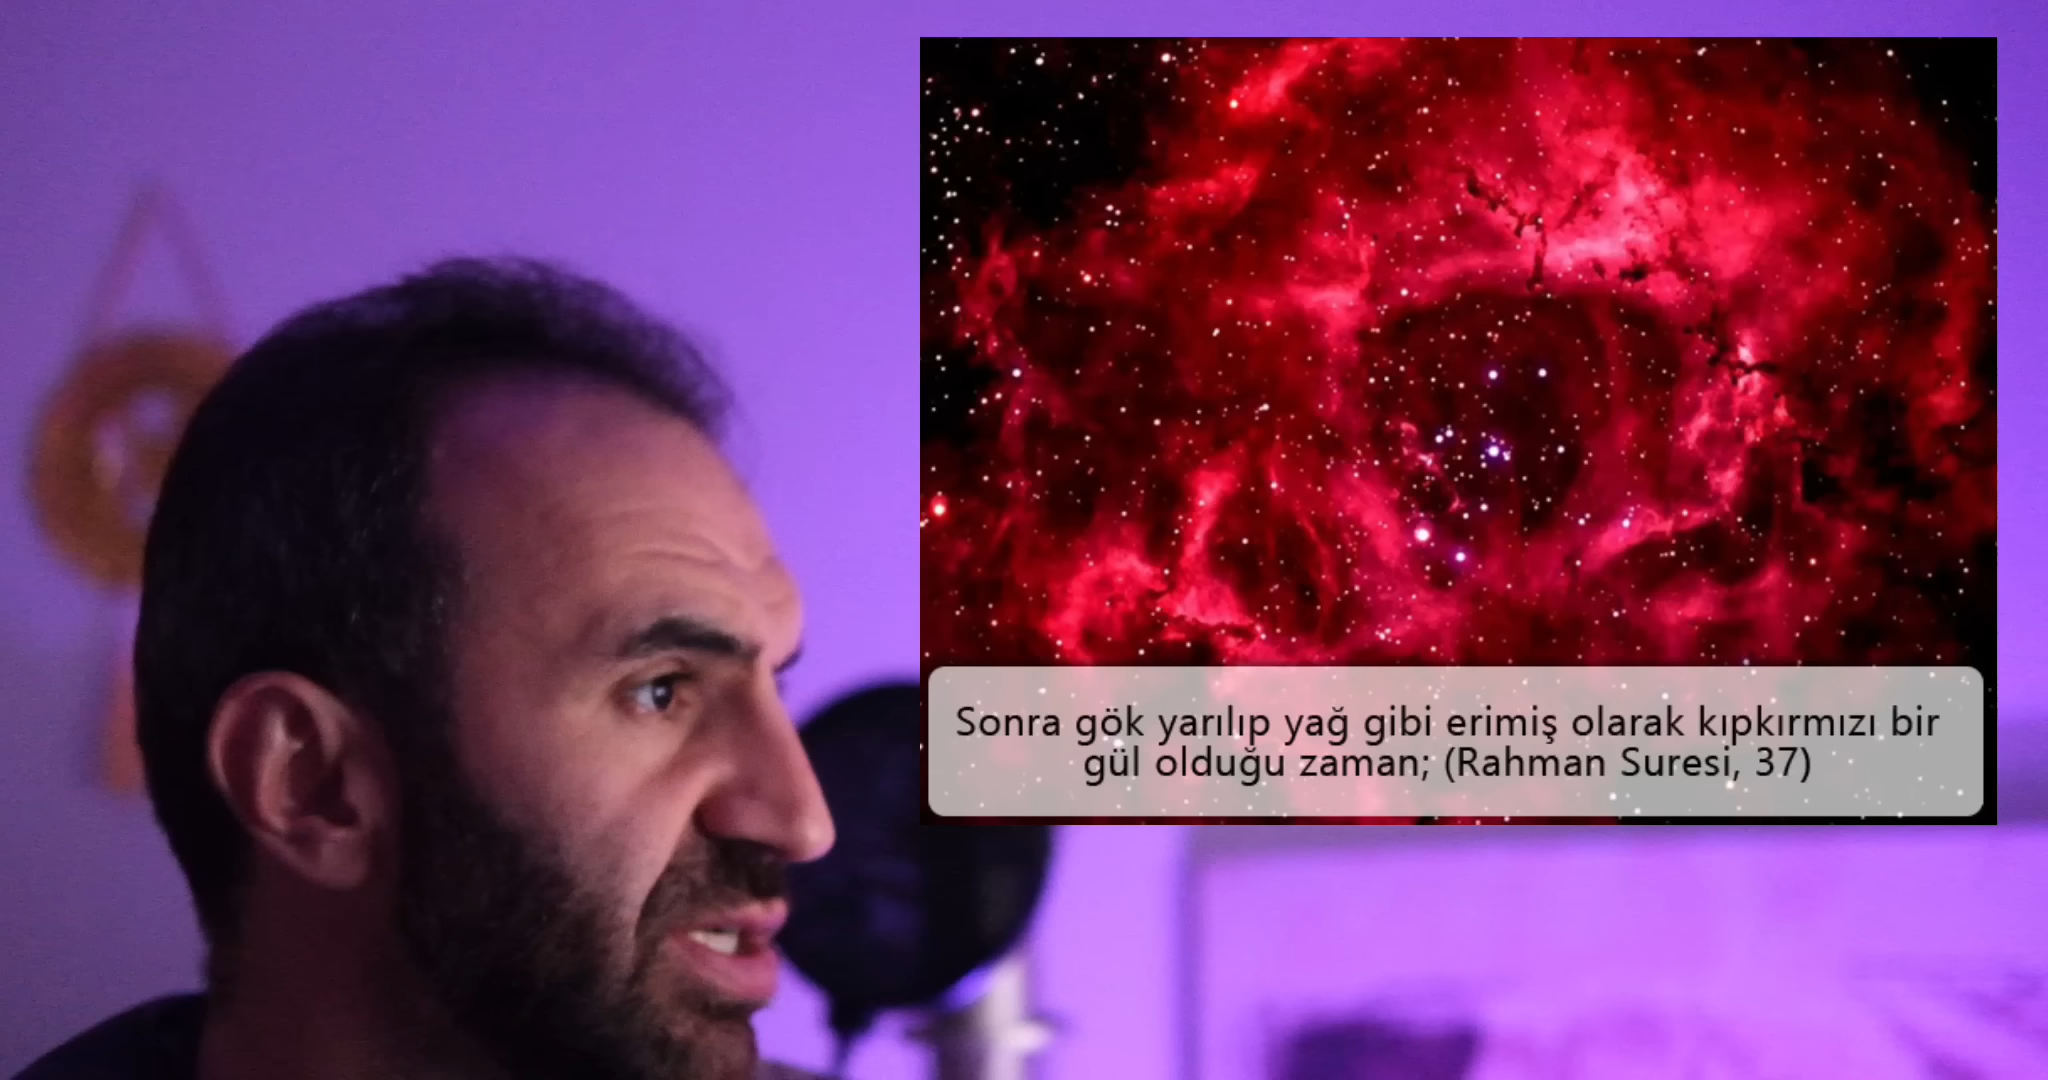 Sonra gök yarılıp yağ gibi erimiş olarak kıpkırmızı bir
gül olduğu zaman; (Rahman Suresi, 37)